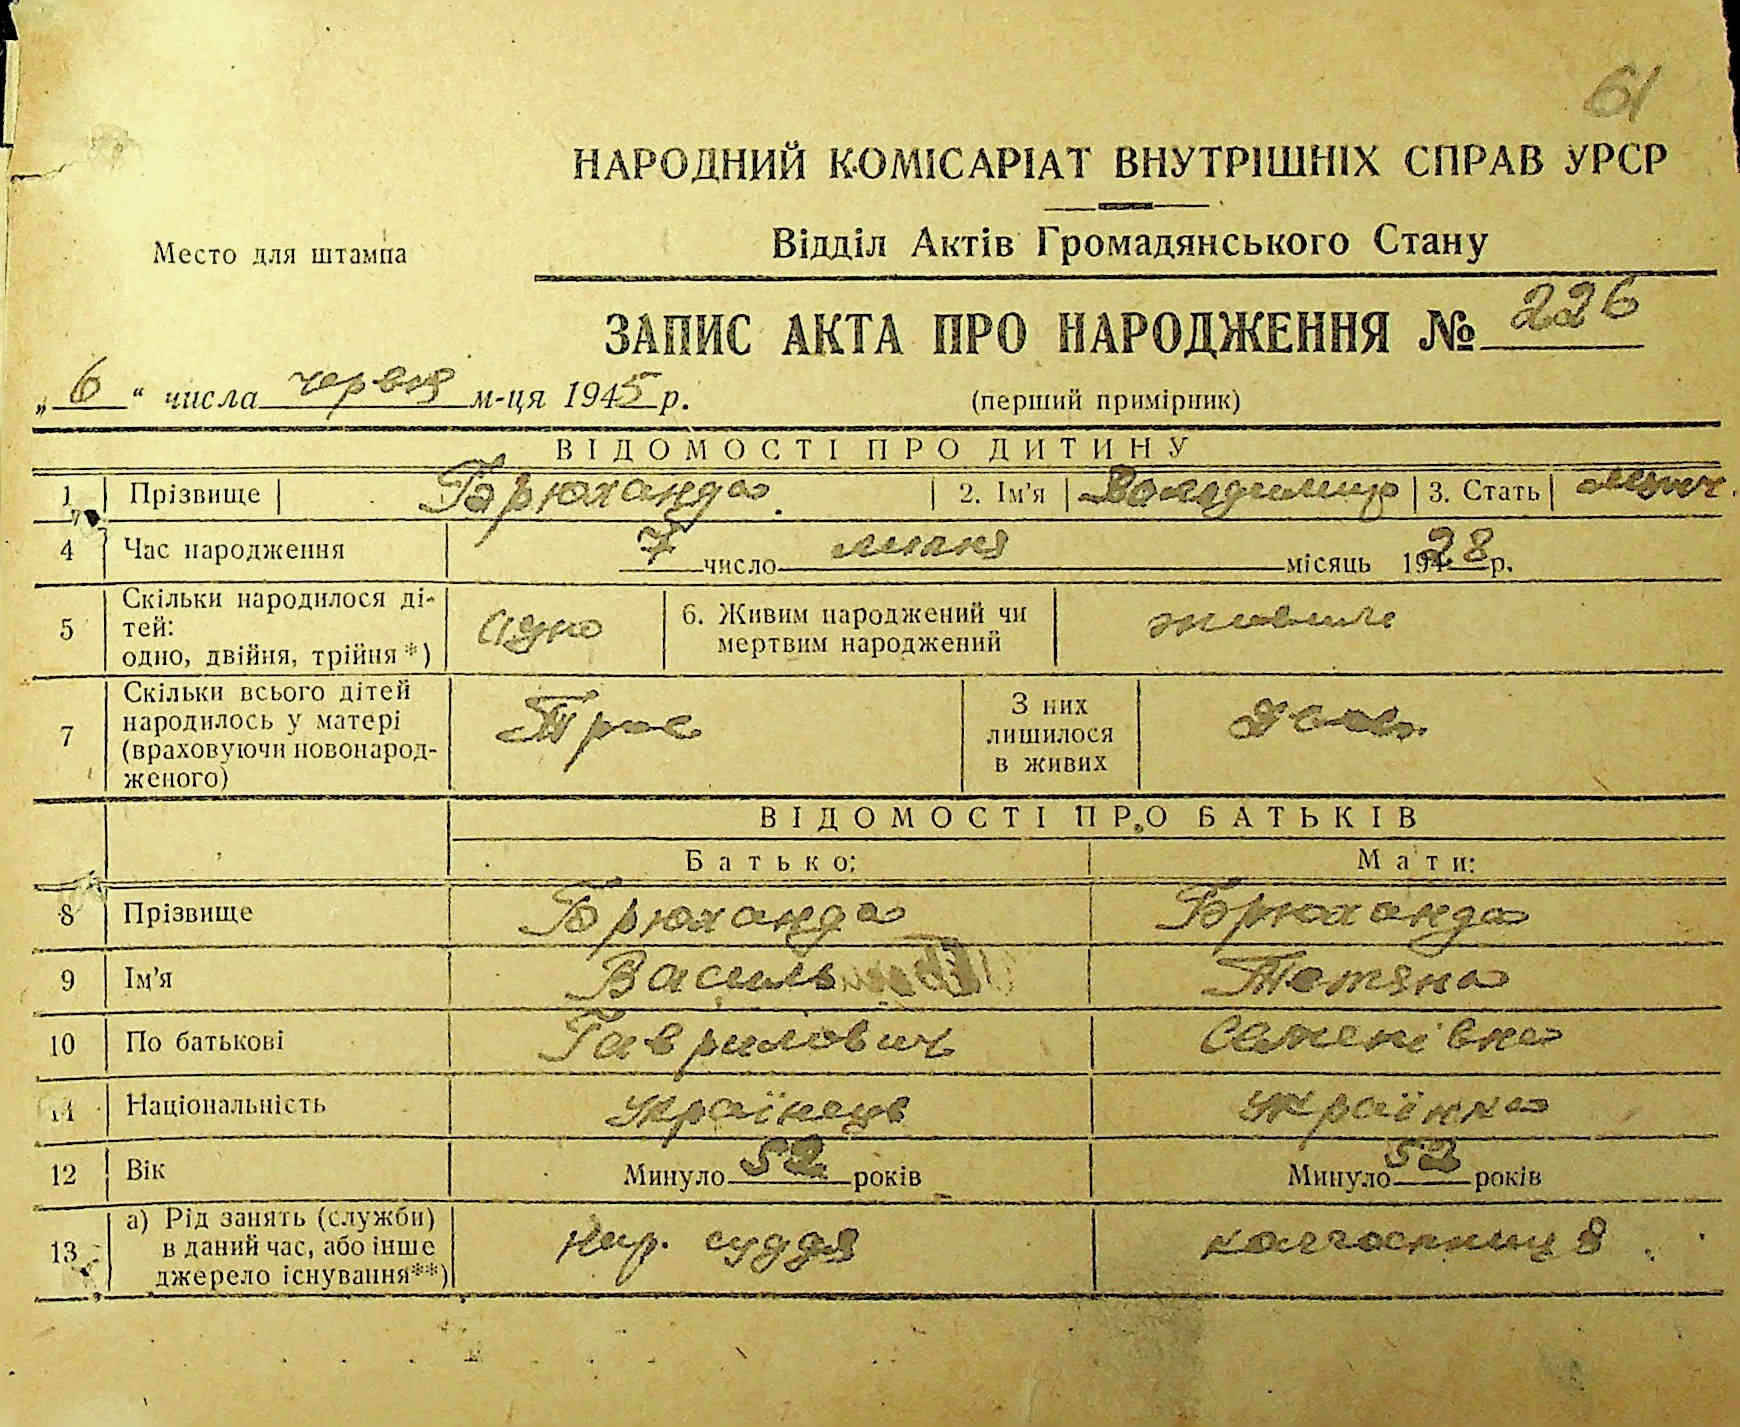 61
НАРОДНИЙ КОМІСАРІАТ ВНУТРІШНІХ СПРАВ УРСР
Место для штампа
Відділ Актів Громадянського Стану
ЗАПИС АКТА ПРО НАРОДЖЕННЯ № 226
„ 6 “ числа червня м-ця 1945 р.
(перший примірник)
ВІДОМОСТІ ПРО ДИТИНУ
1 Прізвище Брюханда. 2. Ім'я Володимир 3. Стать
4 Час народження 7 число липня місяць 1928 р.
5 Скільки народилося ді-
тей:
одно, двійня, трійня*) одно
6. Живим народжений чи
мертвим народжений живим
7 Скільки всього дітей
народилось у матері
(враховуючи новонарод-
женого) Троє
З них
лишилося
в живих двоє.
ВІДОМОСТІ ПРО БАТЬКІВ
Батько: Мати:
8 Прізвище Брюханда Брюханда
9 Ім'я Василь Тетяна
10 По батькові Гаврилович Семенівна
11 Національність українець українка
12 Вік Минуло 52 років Минуло 52 років
13 а) Рід занять (служби)
в даний час, або інше
джерело існування**) нар. суддя колгоспниця